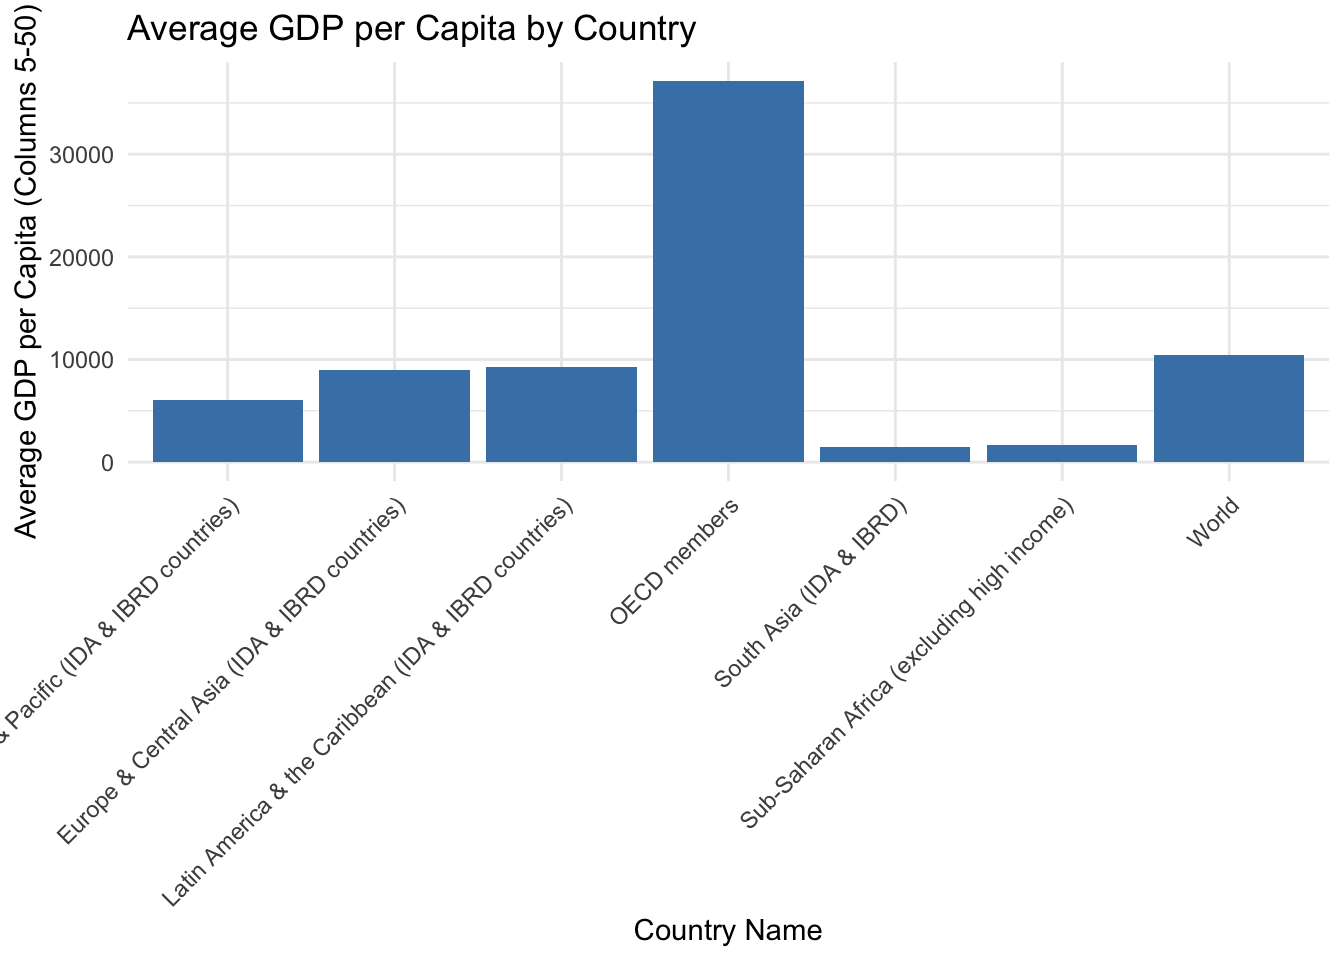 Average GDP per Capita by Country
Average GDP per Capita (Columns 5-50)
30000
20000
10000
0
& Pacific (IDA & IBRD countries)
Europe & Central Asia (IDA & IBRD countries)
Latin America & the Caribbean (IDA & IBRD countries)
OECD members
South Asia (IDA & IBRD)
Sub-Saharan Africa (excluding high income)
World
Country Name